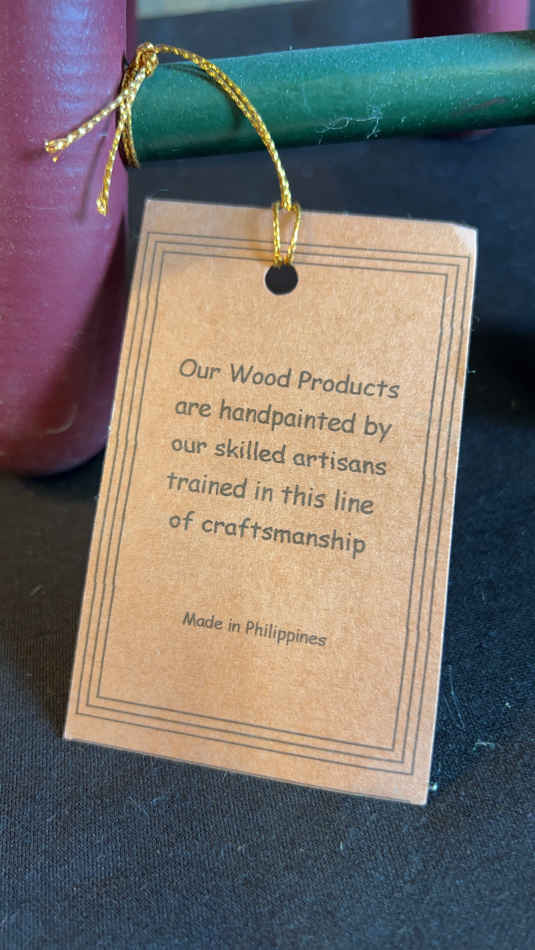 Our Wood Products
are handpainted by
our skilled artisans
trained in this line
of craftsmanship
Made in Philippines